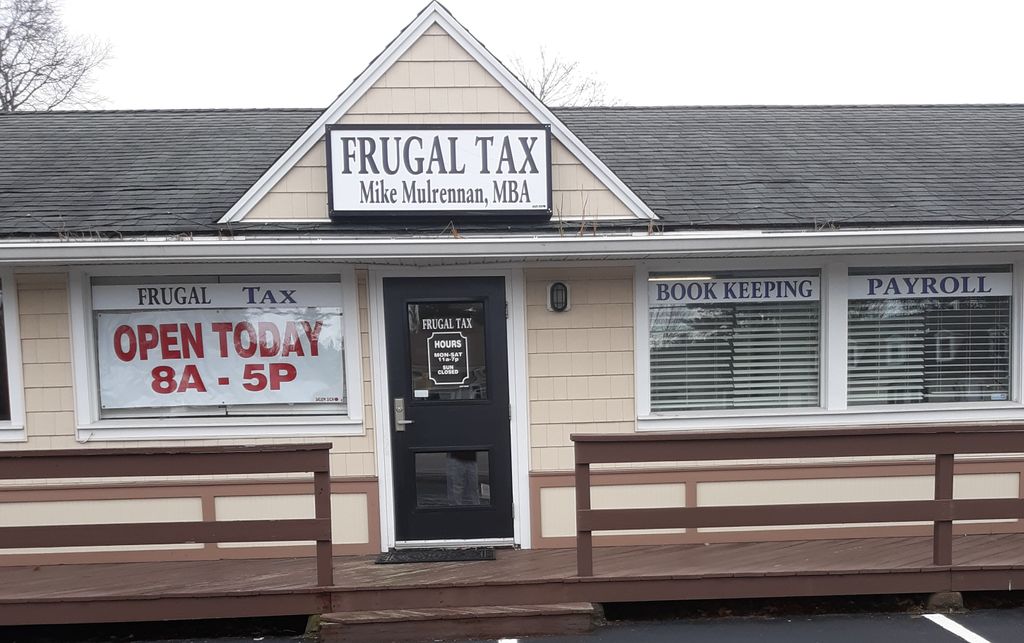 FRUGAL TAX
Mike Mulrennan, MBA
FRUGAL TAX
OPEN TODAY
8A - 5P
FRUGAL TAX
HOURS
MON-SAT
11a-7p
SUN
CLOSED
BOOK KEEPING
PAYROLL